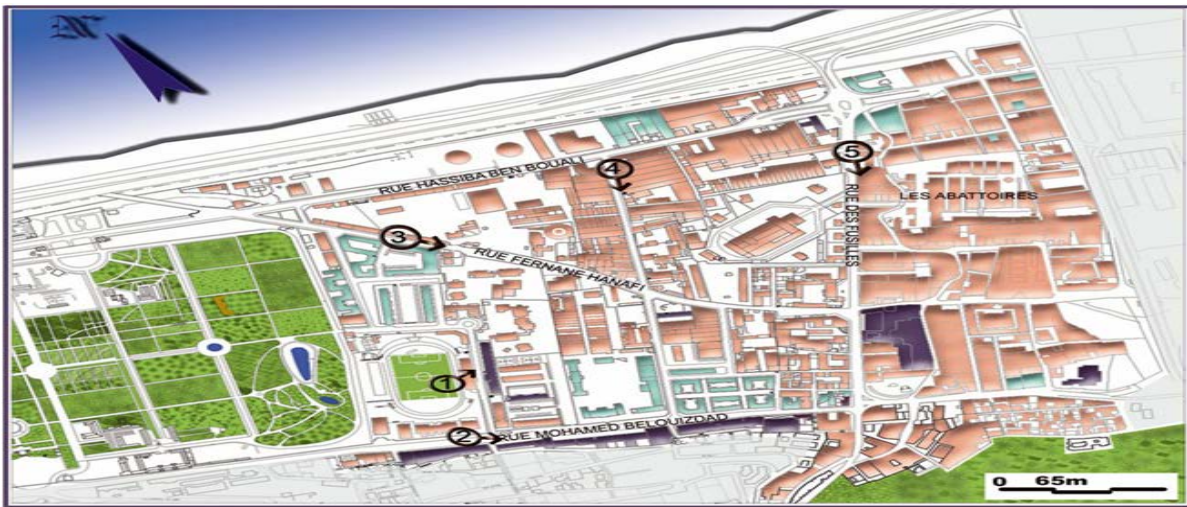 N
RUE HASSIBA BEN BOUALI
4
5
LES ABATTOIRES
RUE DES FUSILLES
3
RUE FERNANE HANAFI
1
2
RUE MOHAMED BELOUIZDAD
0 65m